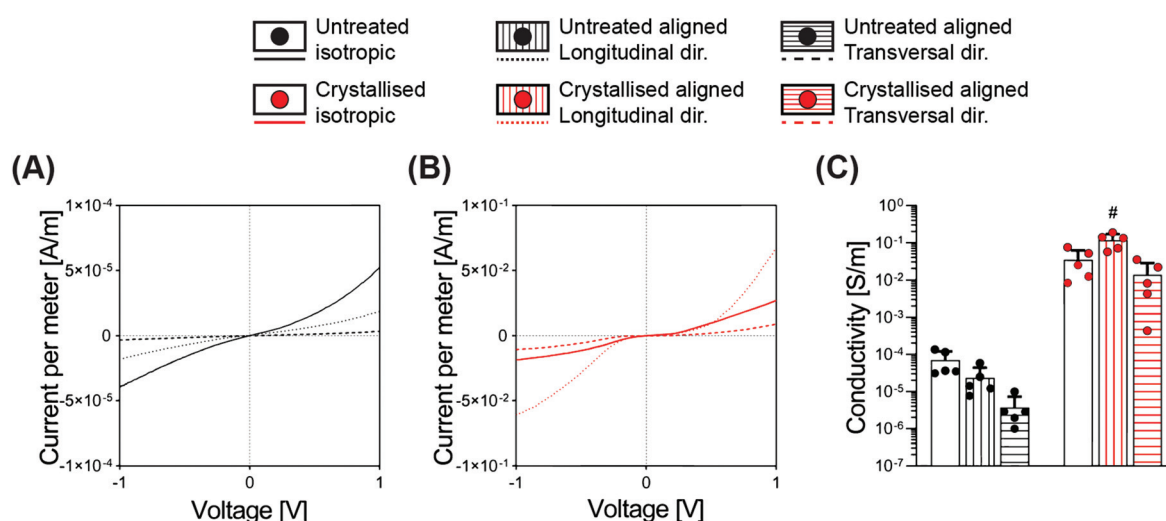 Untreated
isotropic
Untreated aligned
Longitudinal dir.
Untreated aligned
Transversal dir.
Crystallised
isotropic
Crystallised aligned
Longitudinal dir.
Crystallised aligned
Transversal dir.
(A)
Current per meter [A/m]
1×10⁻⁴
5×10⁻⁵
0
-5×10⁻⁵
-1×10⁻⁴
-1
0
1
Voltage [V]
(B)
Current per meter [A/m]
1×10⁻¹
5×10⁻²
0
-5×10⁻²
-1×10⁻¹
-1
0
1
Voltage [V]
(C)
Conductivity [S/m]
10⁰
10⁻¹
10⁻²
10⁻³
10⁻⁴
10⁻⁵
10⁻⁶
10⁻⁷
#